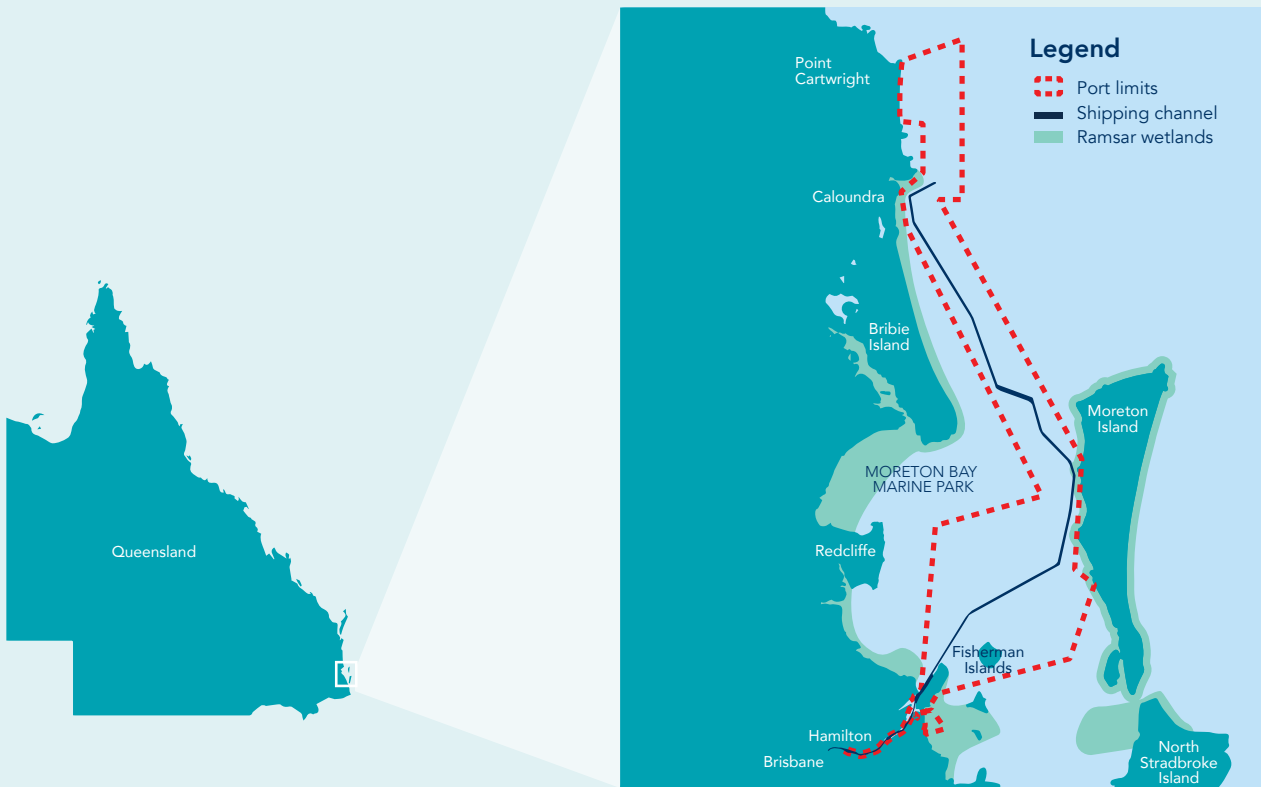 Legend
Port limits
Shipping channel
Ramsar wetlands
Point
Cartwright
Caloundra
Bribie
Island
Moreton
Island
MORETON BAY
MARINE PARK
Redcliffe
Queensland
Fisherman
Islands
Hamilton
Brisbane
North
Stradbroke
Island